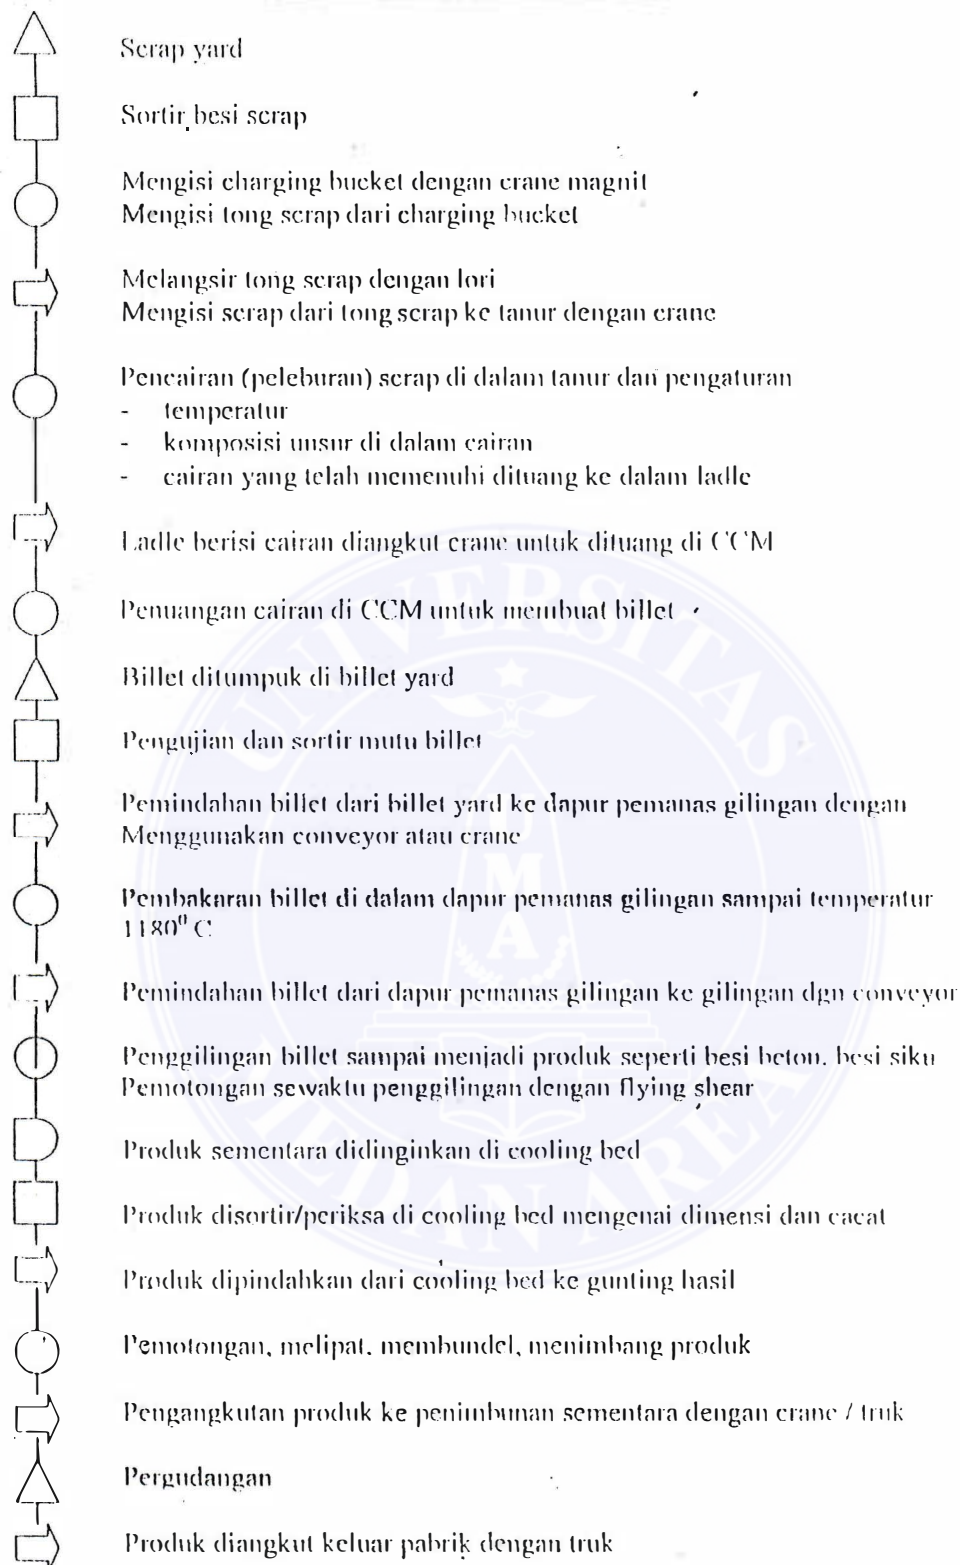 Scrap yard
Sortir besi scrap
Mengisi charging bucket dengan crane magnit
Mengisi tong scrap dari charging bucket
Melangsir tong scrap dengan lori
Mengisi scrap dari tong scrap ke tanur dengan crane
Pencairan (peleburan) scrap di dalam tanur dan pengaturan
- temperatur
- komposisi unsur di dalam cairan
- cairan yang telah memenuhi dituang ke dalam ladle
Ladle berisi cairan diangkut crane untuk dituang di CCM
Penuangan cairan di CCM untuk membuat billet
Billet ditumpuk di billet yard
Pengujian dan sortir mutu billet
Pemindahan billet dari billet yard ke dapur pemanas gilingan dengan
Menggunakan conveyor atau crane
Pembakaran billet di dalam dapur pemanas gilingan sampai temperatur
1180⁰ C
Pemindahan billet dari dapur pemanas gilingan ke gilingan dgn conveyor
Penggilingan billet sampai menjadi produk seperti besi beton, besi siku
Pemotongan sewaktu penggilingan dengan flying shear
Produk sementara didinginkan di cooling bed
Produk disortir/periksa di cooling bed mengenai dimensi dan cacat
Produk dipindahkan dari cooling bed ke gunting hasil
Pemotongan, melipat, membundel, menimbang produk
Pengangkutan produk ke penimbunan sementara dengan crane / truk
Pergudangan
Produk diangkut keluar pabrik dengan truk
UNIVERSITAS
UMA
MEDAN AREA